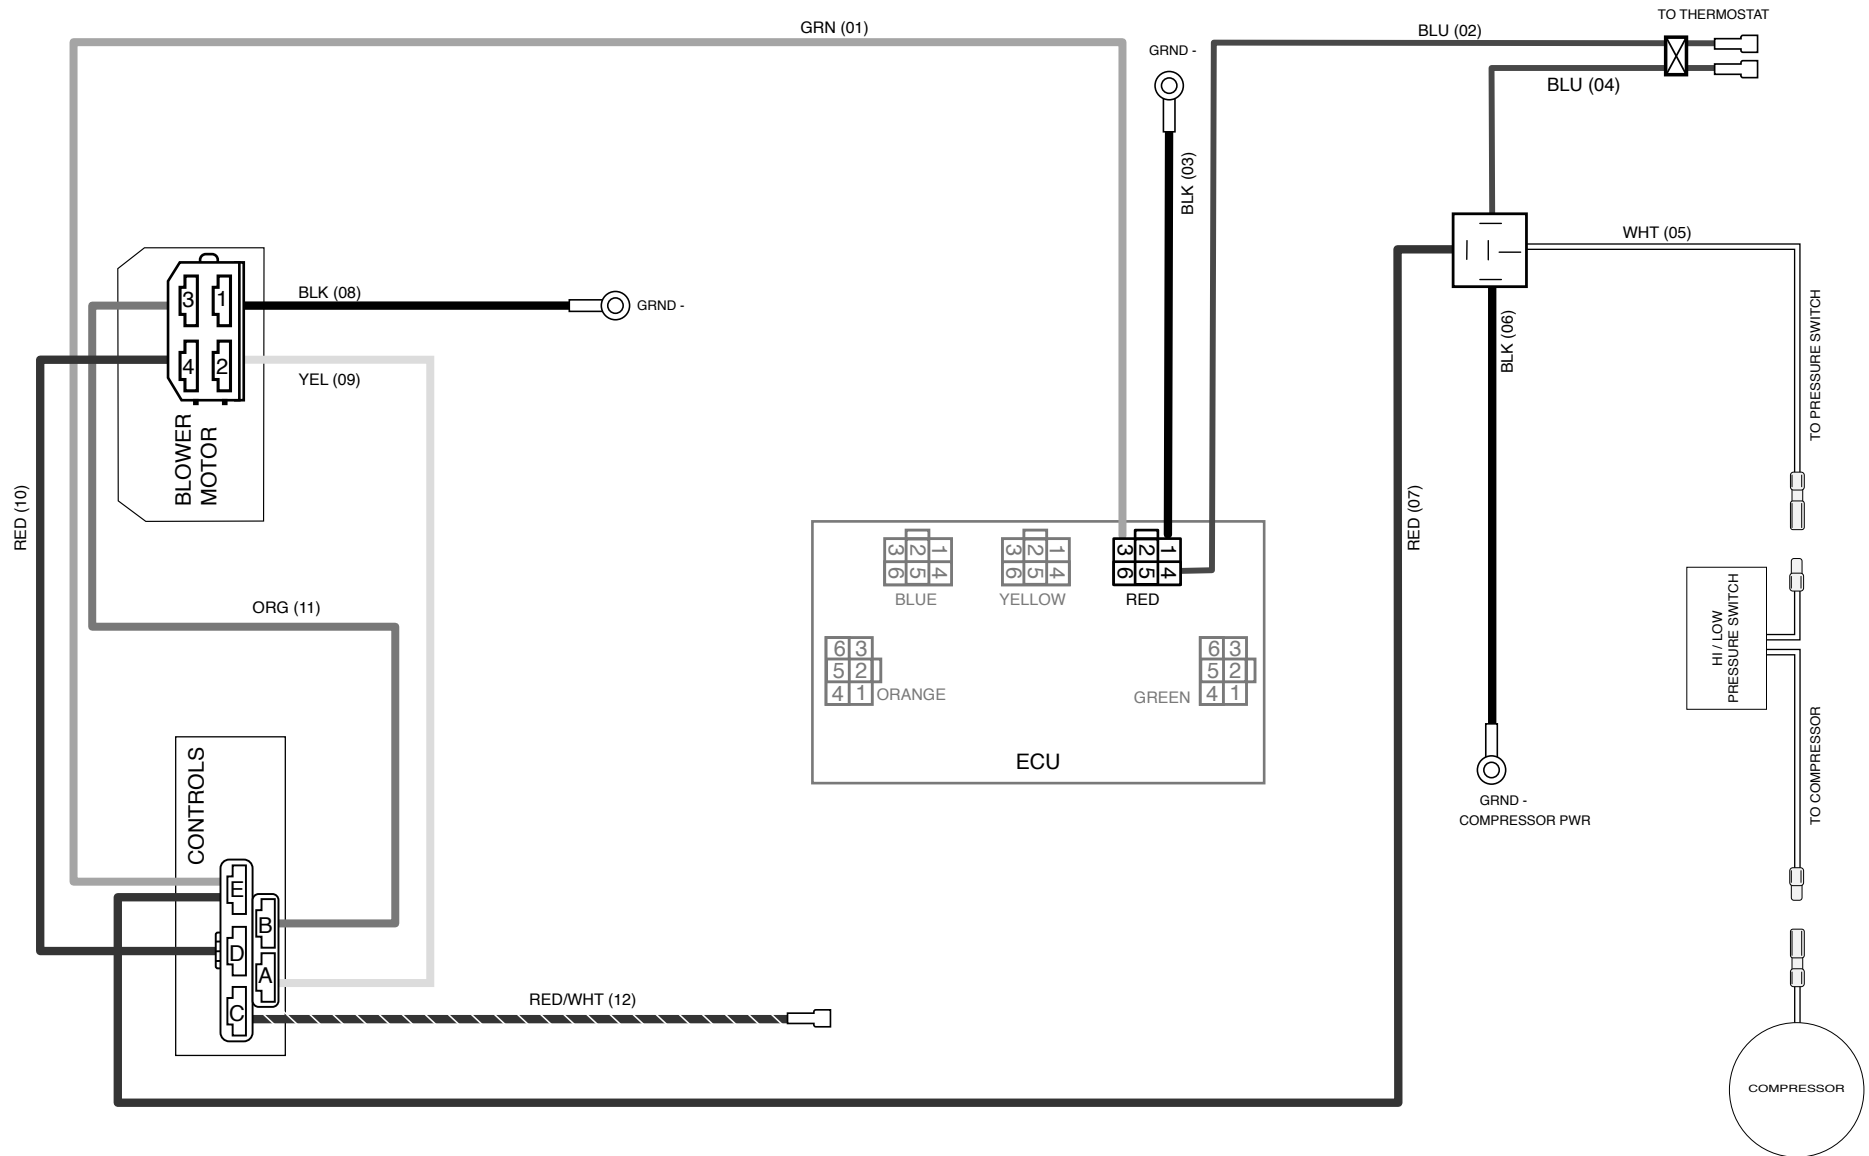 TO THERMOSTAT
GRN (01)
BLU (02)
GRND -
BLU (04)
BLK (03)
WHT (05)
3 1
4 2
BLK (08)
GRND -
YEL (09)
BLOWER
MOTOR
RED (10)
ORG (11)
BLK (06)
TO PRESSURE SWITCH
RED (07)
3 2 1
6 5 4
BLUE
3 2 1
6 5 4
YELLOW
3 2 1
6 5 4
RED
6 3
5 2
4 1
ORANGE
6 3
5 2
4 1
GREEN
ECU
HI / LOW
PRESSURE SWITCH
TO COMPRESSOR
GRND -
COMPRESSOR PWR
CONTROLS
E
B
D
A
C
RED/WHT (12)
COMPRESSOR